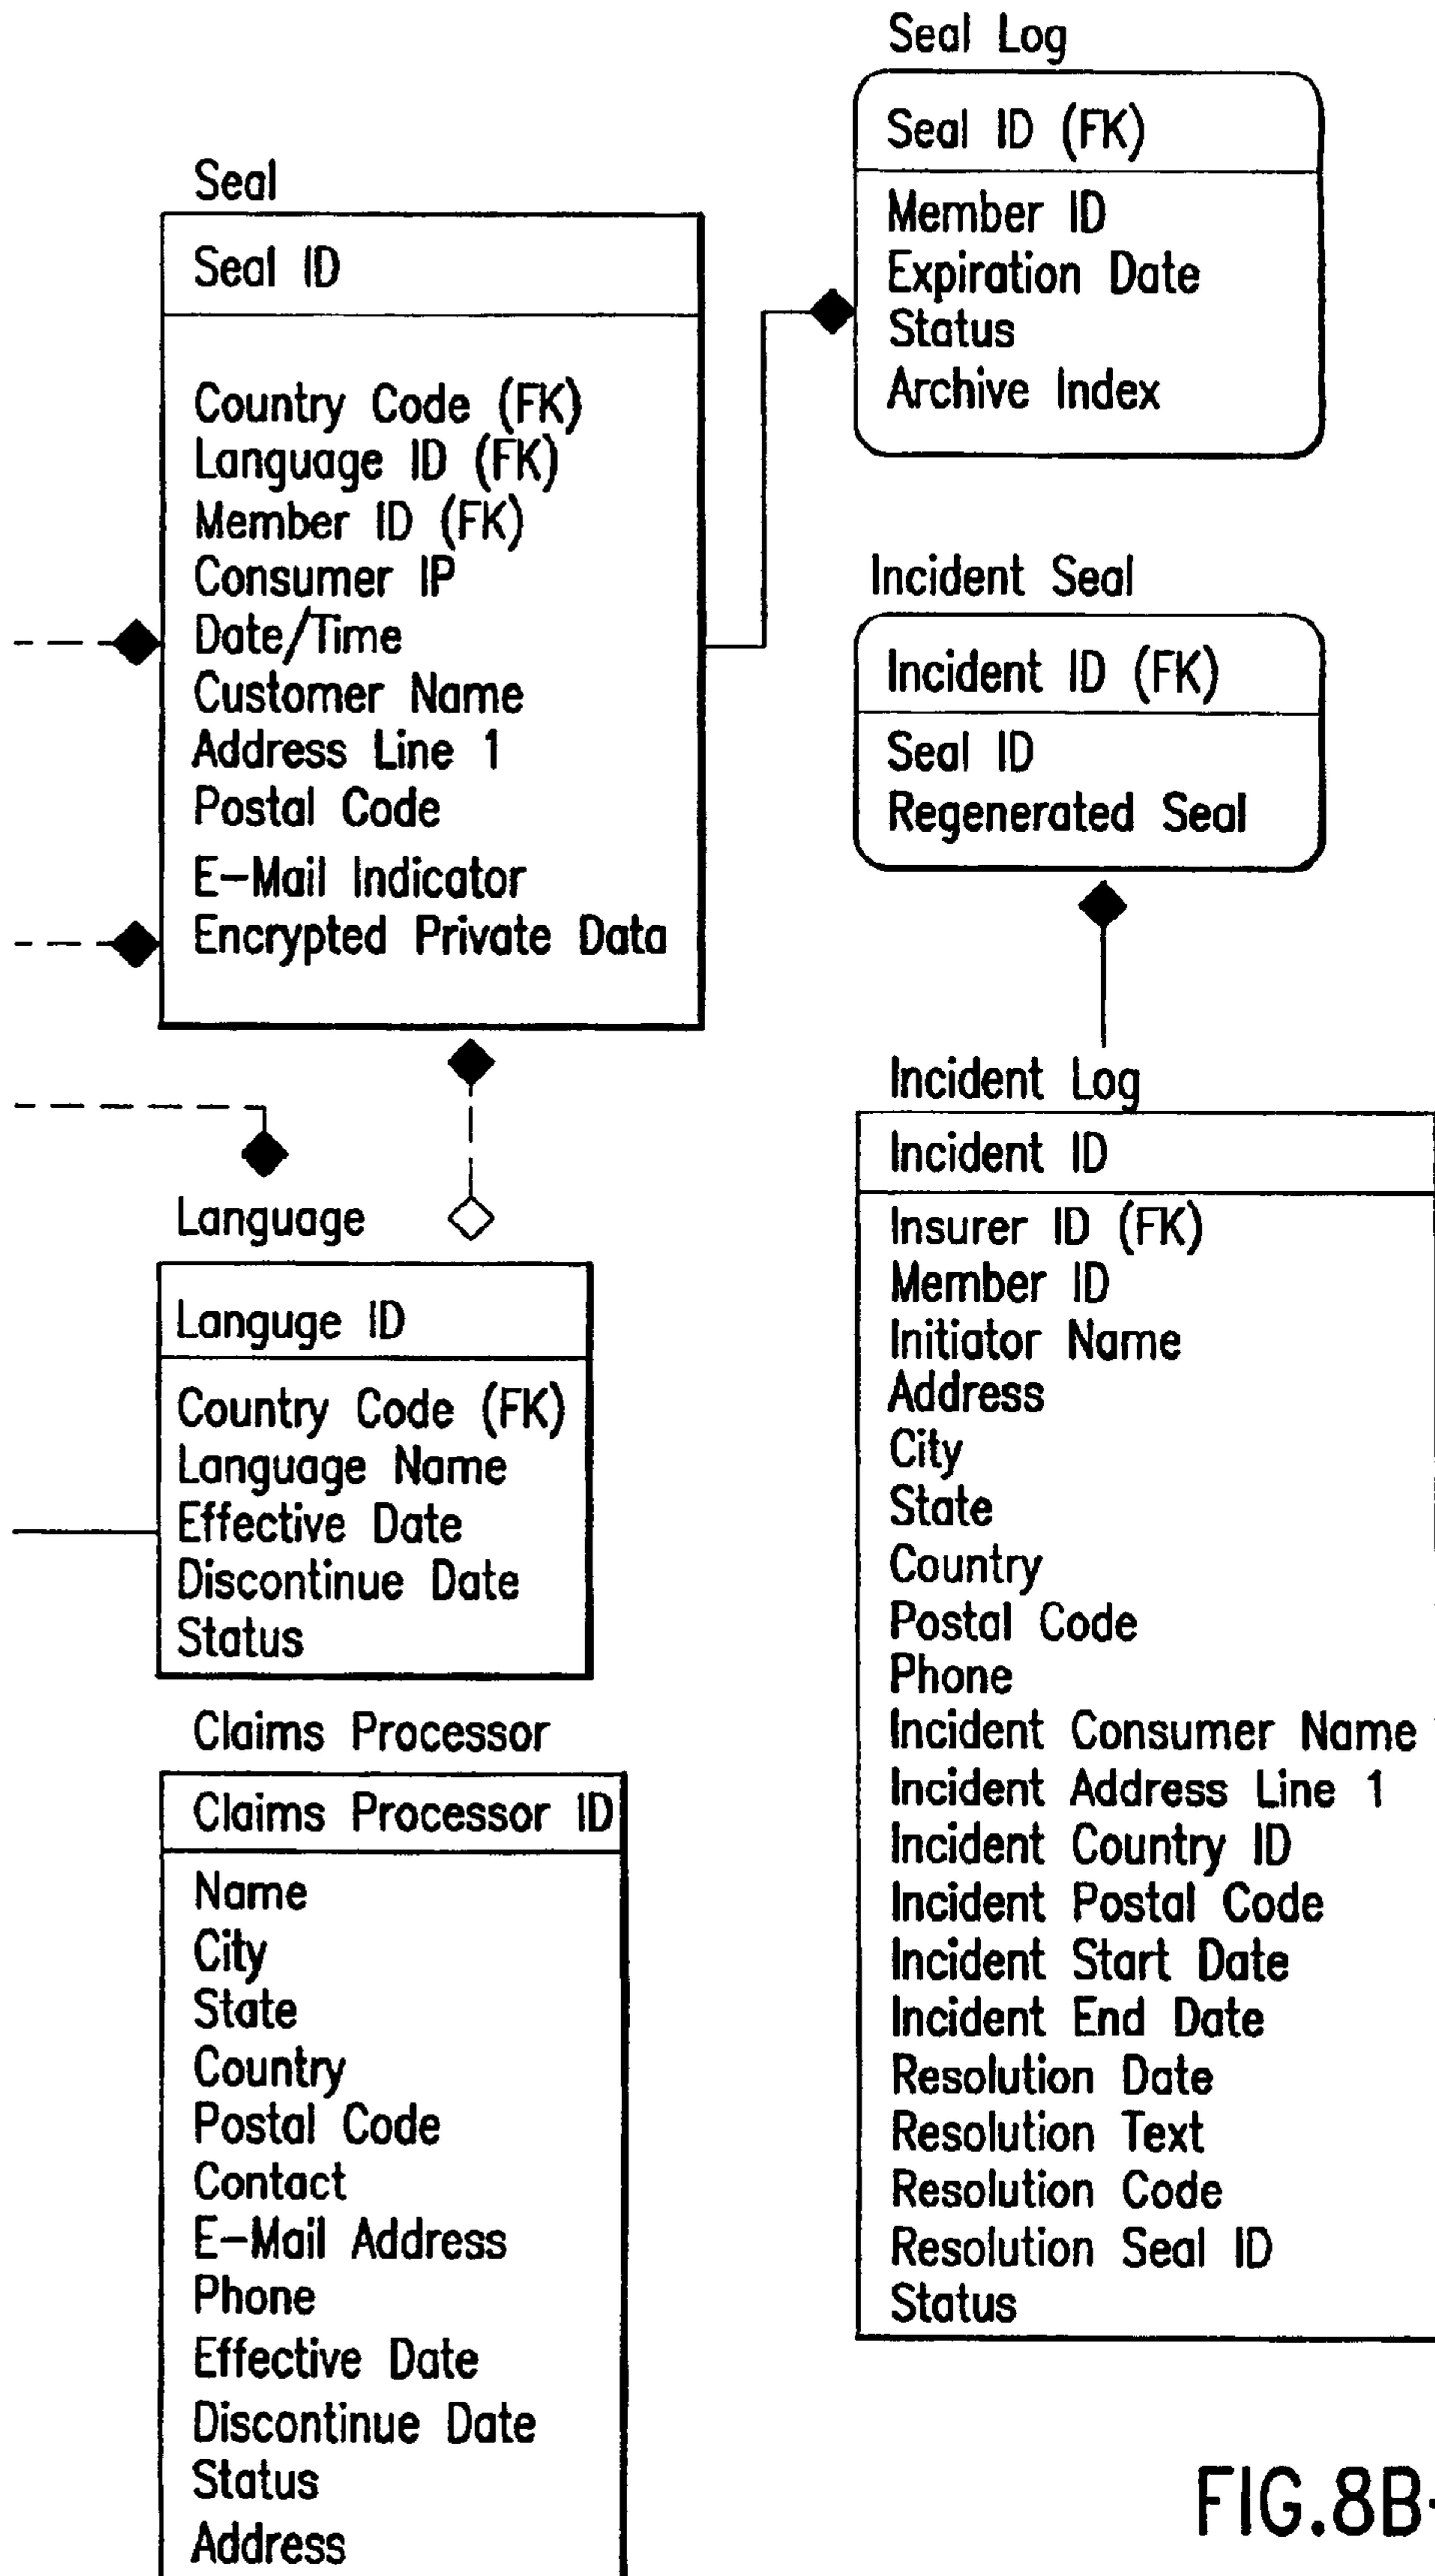 Seal
Seal ID
Country Code (FK)
Language ID (FK)
Member ID (FK)
Consumer IP
Date/Time
Customer Name
Address Line 1
Postal Code
E-Mail Indicator
Encrypted Private Data
Seal Log
Seal ID (FK)
Member ID
Expiration Date
Status
Archive Index
Incident Seal
Incident ID (FK)
Seal ID
Regenerated Seal
Language
Languge ID
Country Code (FK)
Language Name
Effective Date
Discontinue Date
Status
Claims Processor
Claims Processor ID
Name
City
State
Country
Postal Code
Contact
E-Mail Address
Phone
Effective Date
Discontinue Date
Status
Address
Incident Log
Incident ID
Insurer ID (FK)
Member ID
Initiator Name
Address
City
State
Country
Postal Code
Phone
Incident Consumer Name
Incident Address Line 1
Incident Country ID
Incident Postal Code
Incident Start Date
Incident End Date
Resolution Date
Resolution Text
Resolution Code
Resolution Seal ID
Status
FIG.8B-